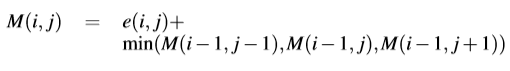 M(i, j) = e(i, j)+
min(M(i−1, j−1), M(i−1, j), M(i−1, j+1))